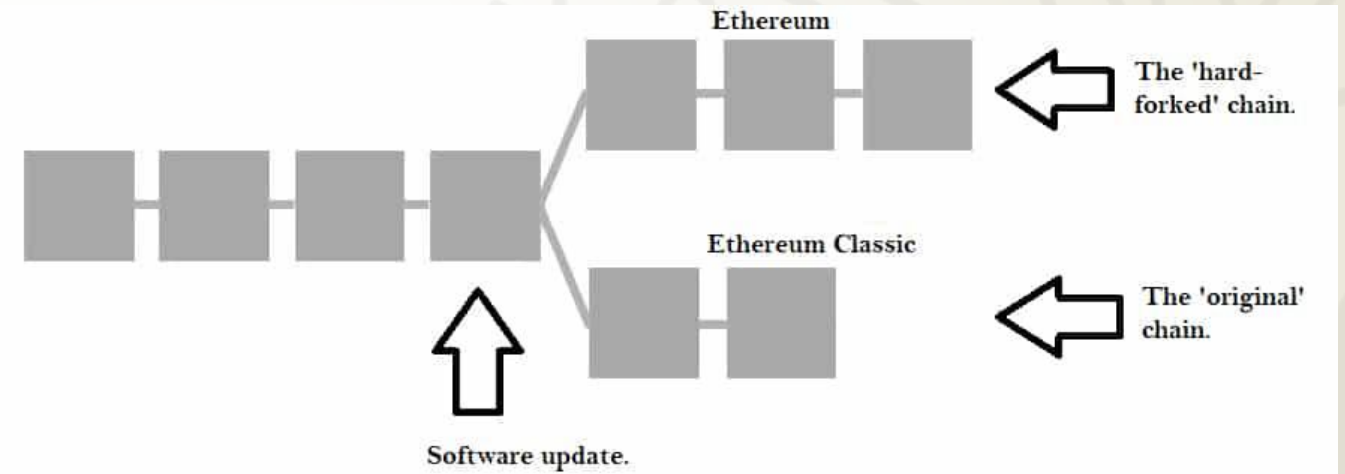 Ethereum
The 'hard-
forked' chain.
Ethereum Classic
The 'original'
chain.
Software update.